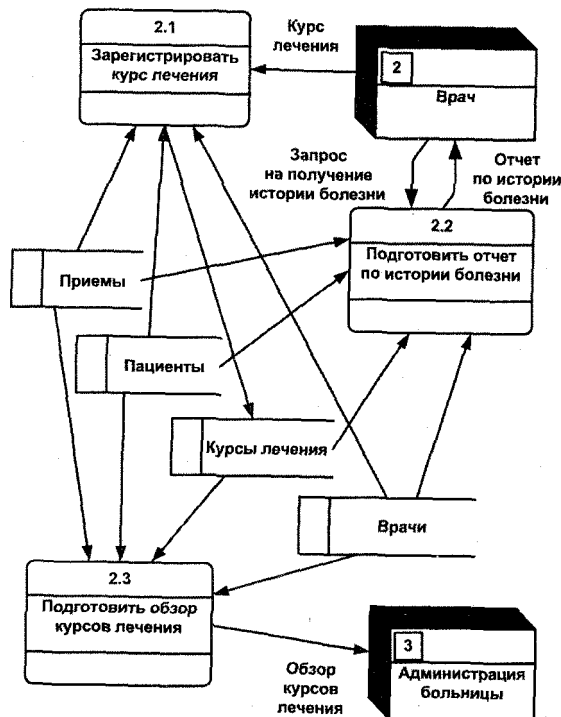 2.1
Зарегистрировать
курс лечения
Курс
лечения
2
Врач
Запрос
на получение
истории болезни
Отчет
по истории
болезни
2.2
Подготовить отчет
по истории болезни
Приемы
Пациенты
Курсы лечения
Врачи
2.3
Подготовить обзор
курсов лечения
Обзор
курсов
лечения
3
Администрация
больницы